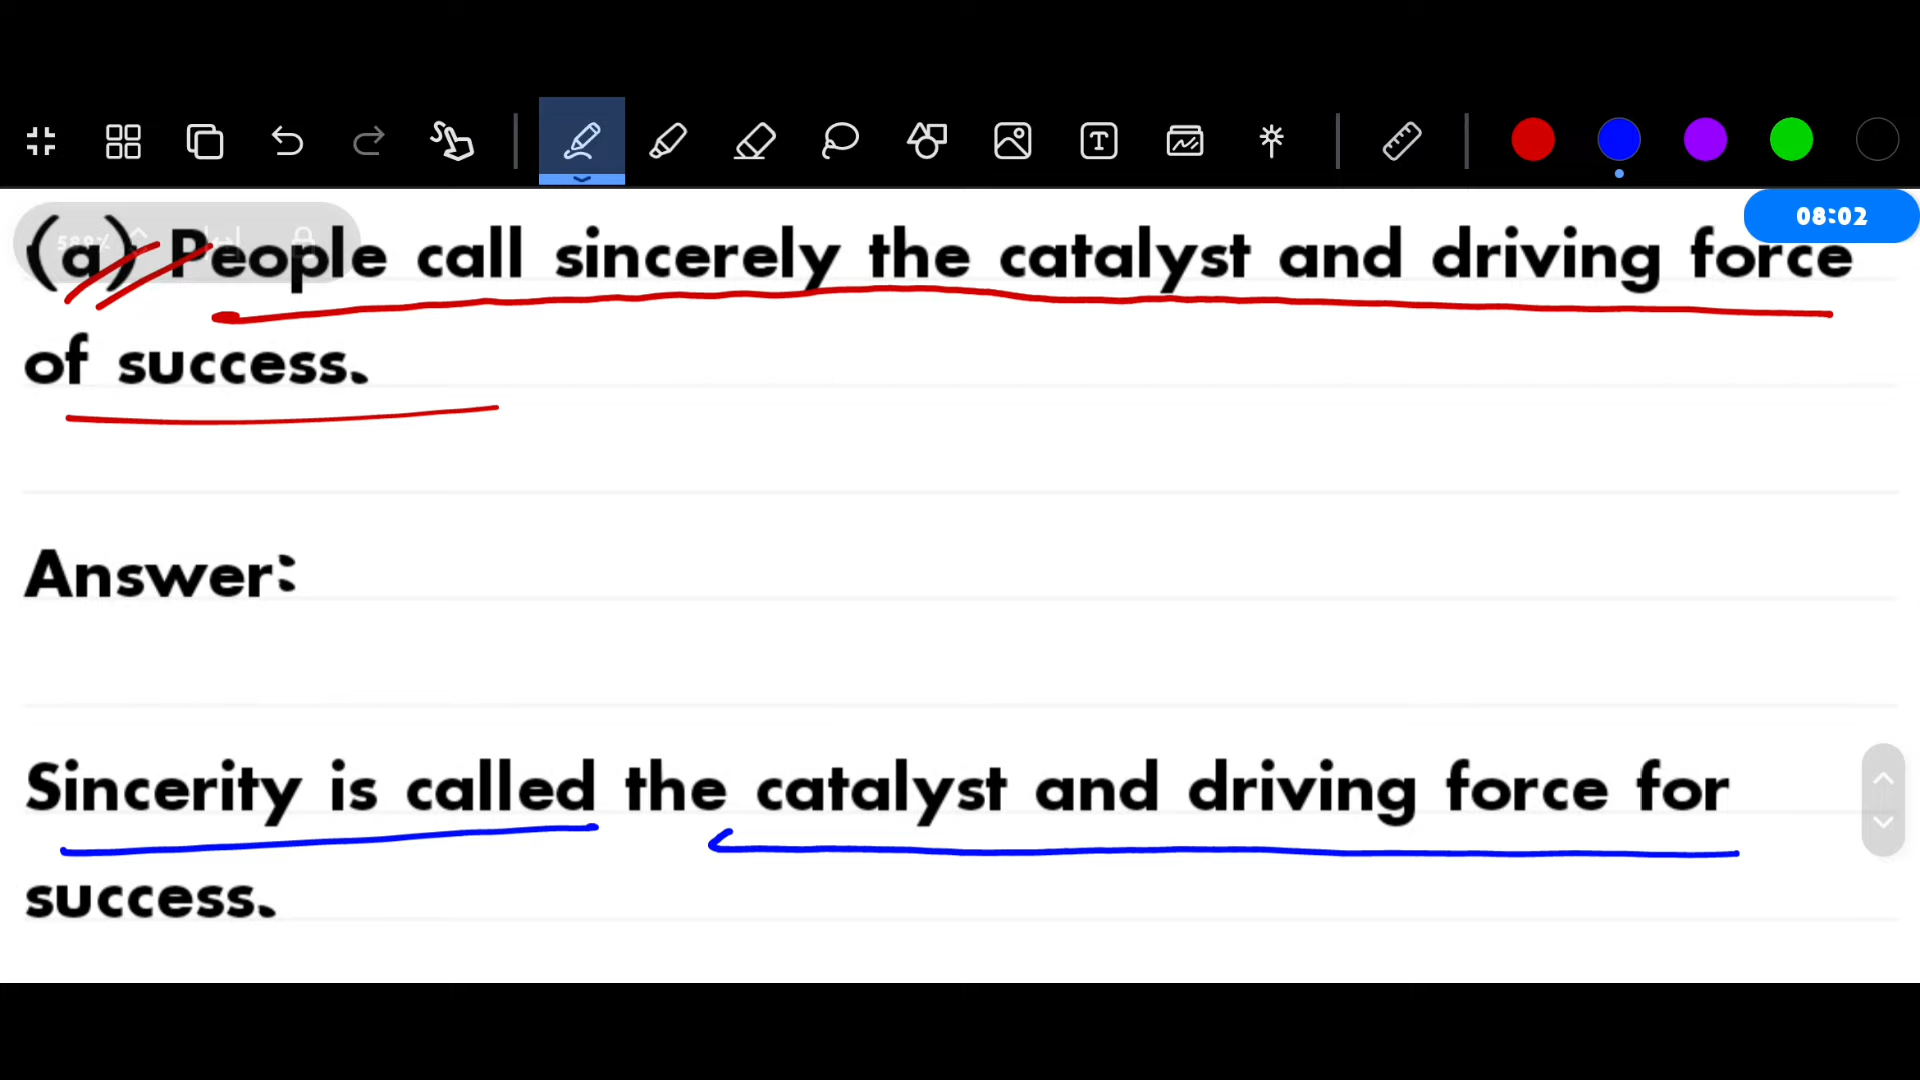 08:02
(a) People call sincerely the catalyst and driving force
of success.
Answer:
Sincerity is called the catalyst and driving force for
success.